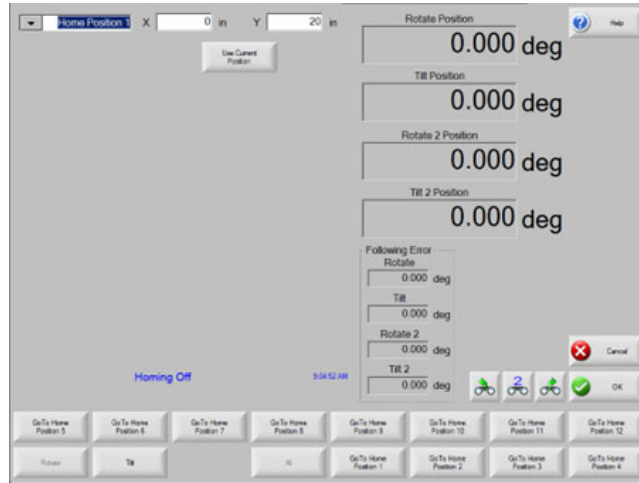 Home Position 1 X 0 in Y 20 in
Use Current
Position
Rotate Position
0.000 deg
Help
Tilt Position
0.000 deg
Rotate 2 Position
0.000 deg
Tilt 2 Position
0.000 deg
Following Error
Rotate
0.000 deg
Tilt
0.000 deg
Rotate 2
0.000 deg
Tilt 2
0.000 deg
Homing Off
9:04:52 AM
2
Cancel
OK
GoTo Home
Position 5
GoTo Home
Position 6
GoTo Home
Position 7
GoTo Home
Position 8
GoTo Home
Position 9
GoTo Home
Position 10
GoTo Home
Position 11
GoTo Home
Position 12
Rotate
Tilt
All
GoTo Home
Position 1
GoTo Home
Position 2
GoTo Home
Position 3
GoTo Home
Position 4